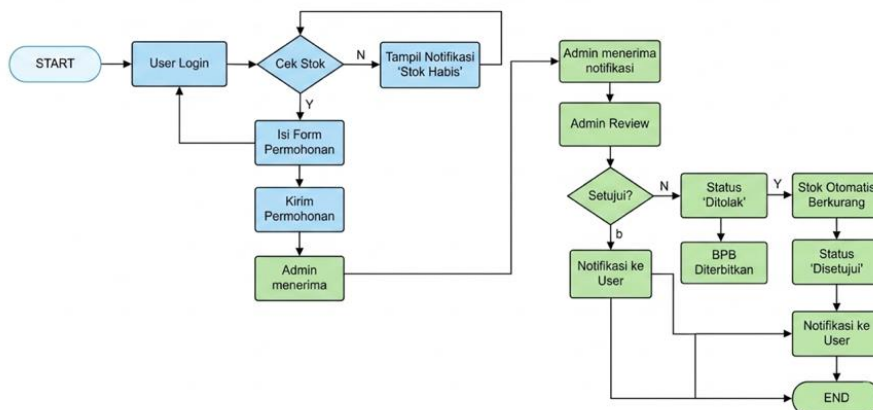 START
User Login
Cek Stok
N
Tampil Notifikasi
'Stok Habis'
Y
Isi Form
Permohonan
Kirim
Permohonan
Admin
menerima
Admin menerima
notifikasi
Admin Review
Setujui?
N
Status
'Ditolak'
Y
Stok Otomatis
Berkurang
b
Notifikasi ke
User
BPB
Diterbitkan
Status
'Disetujui'
Notifikasi ke
User
END